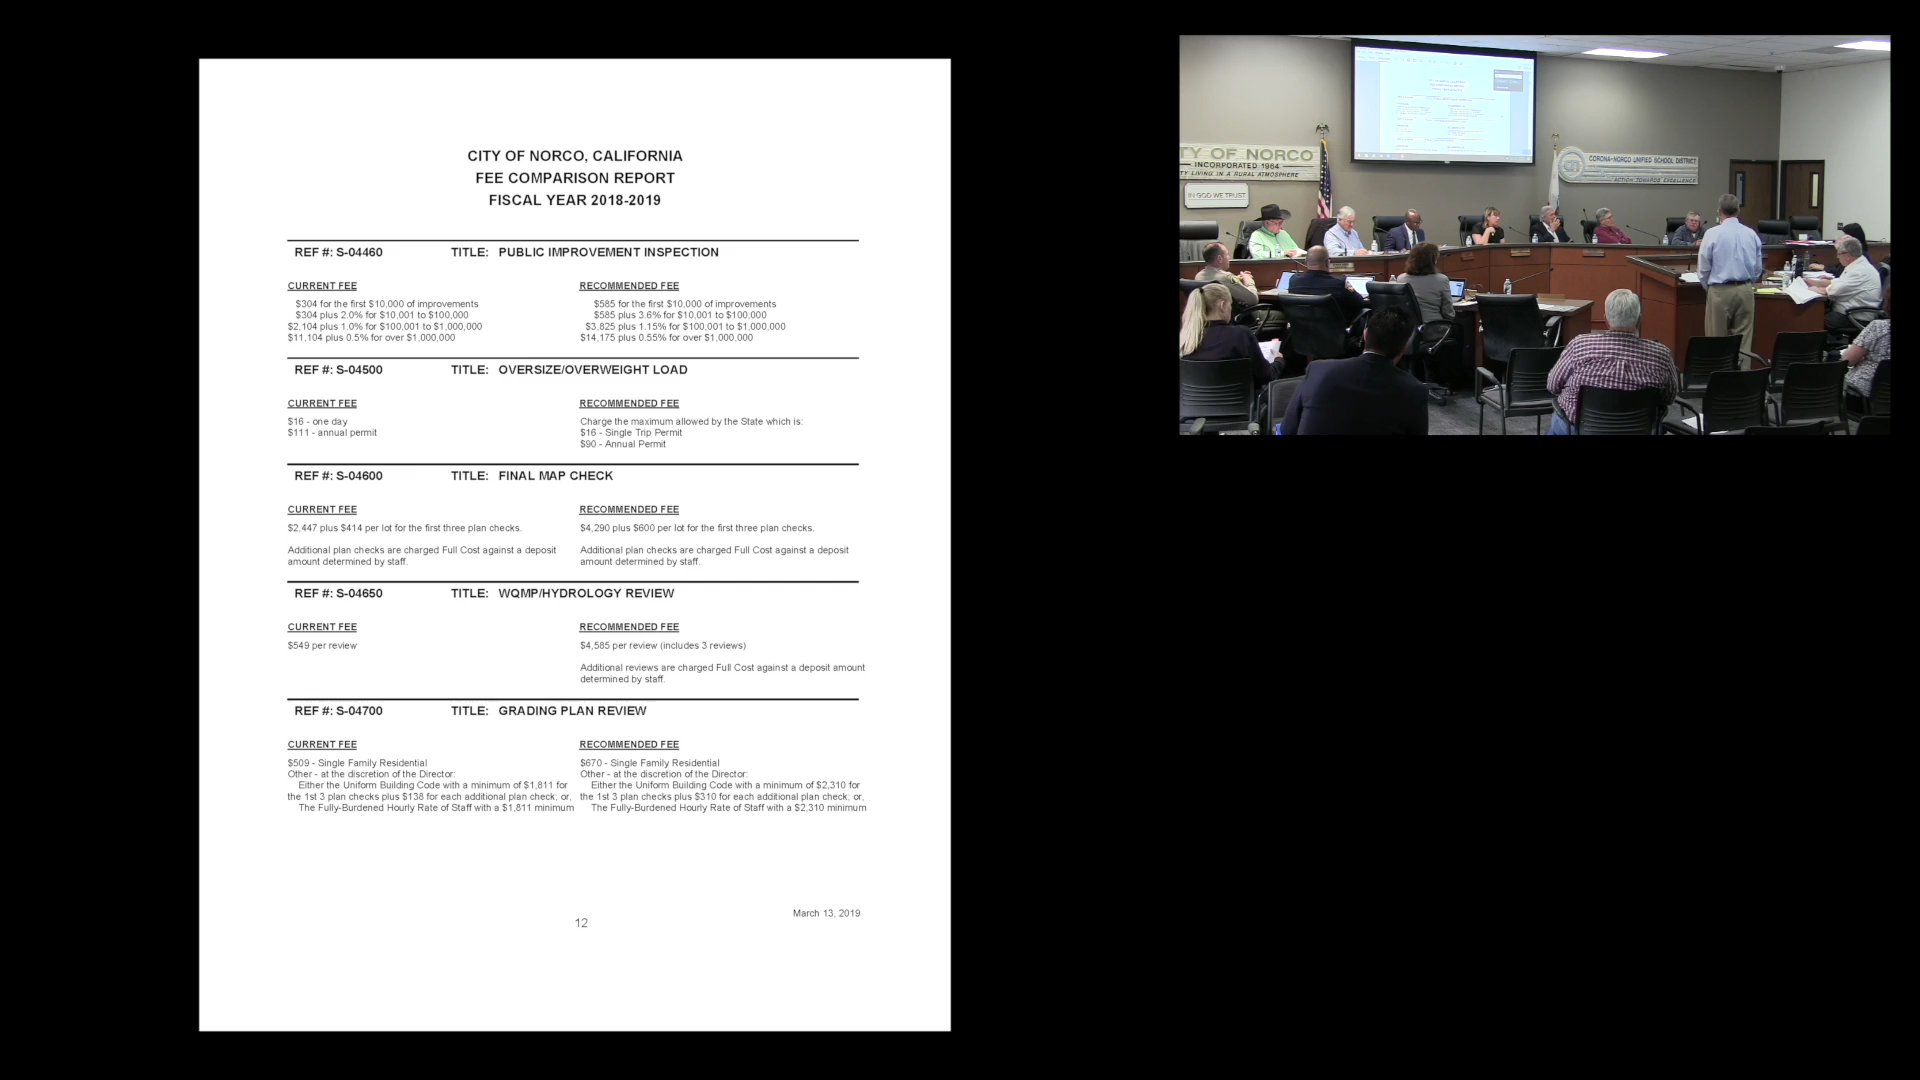 CITY OF NORCO, CALIFORNIA
FEE COMPARISON REPORT
FISCAL YEAR 2018-2019
REF #: S-04460 TITLE: PUBLIC IMPROVEMENT INSPECTION
CURRENT FEE RECOMMENDED FEE
$304 for the first $10,000 of improvements $585 for the first $10,000 of improvements
$304 plus 2.0% for $10,001 to $100,000 $585 plus 3.6% for $10,001 to $100,000
$2,104 plus 1.0% for $100,001 to $1,000,000 $3,825 plus 1.15% for $100,001 to $1,000,000
$11,104 plus 0.5% for over $1,000,000 $14,175 plus 0.55% for over $1,000,000
REF #: S-04500 TITLE: OVERSIZE/OVERWEIGHT LOAD
CURRENT FEE RECOMMENDED FEE
$16 - one day Charge the maximum allowed by the State which is:
$111 - annual permit $16 - Single Trip Permit
$90 - Annual Permit
REF #: S-04600 TITLE: FINAL MAP CHECK
CURRENT FEE RECOMMENDED FEE
$2,447 plus $414 per lot for the first three plan checks. $4,290 plus $600 per lot for the first three plan checks.
Additional plan checks are charged Full Cost against a deposit Additional plan checks are charged Full Cost against a deposit
amount determined by staff. amount determined by staff.
REF #: S-04650 TITLE: WQMP/HYDROLOGY REVIEW
CURRENT FEE RECOMMENDED FEE
$549 per review $4,585 per review (includes 3 reviews)
Additional reviews are charged Full Cost against a deposit amount
determined by staff.
REF #: S-04700 TITLE: GRADING PLAN REVIEW
CURRENT FEE RECOMMENDED FEE
$509 - Single Family Residential $670 - Single Family Residential
Other - at the discretion of the Director: Other - at the discretion of the Director:
Either the Uniform Building Code with a minimum of $1,811 for Either the Uniform Building Code with a minimum of $2,310 for
the 1st 3 plan checks plus $138 for each additional plan check; or, the 1st 3 plan checks plus $310 for each additional plan check; or,
The Fully-Burdened Hourly Rate of Staff with a $1,811 minimum The Fully-Burdened Hourly Rate of Staff with a $2,310 minimum
March 13, 2019
12
TY OF NORCO
INCORPORATED 1964
TY LIVING IN A RURAL ATMOSPHERE
IN GOD WE TRUST
CORONA-NORCO UNIFIED SCHOOL DISTRICT
ACTION TOWARDS EXCELLENCE